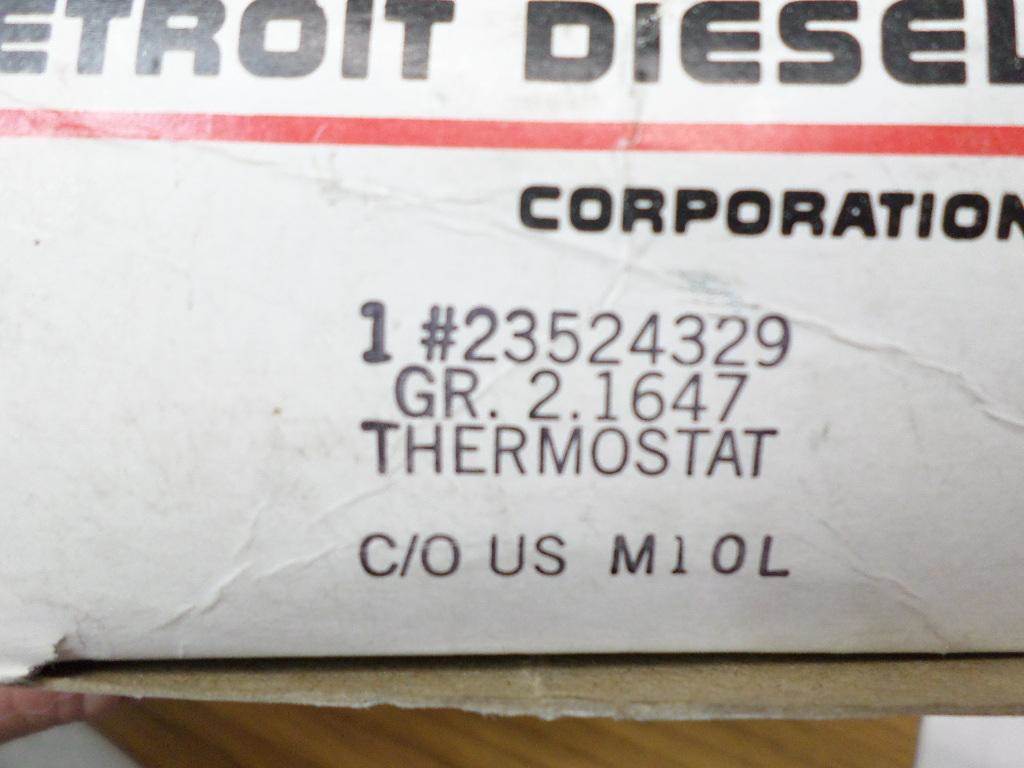 ETROIT DIESEL
CORPORATION
1 #23524329
GR. 2.1647
THERMOSTAT
C/O US M10L